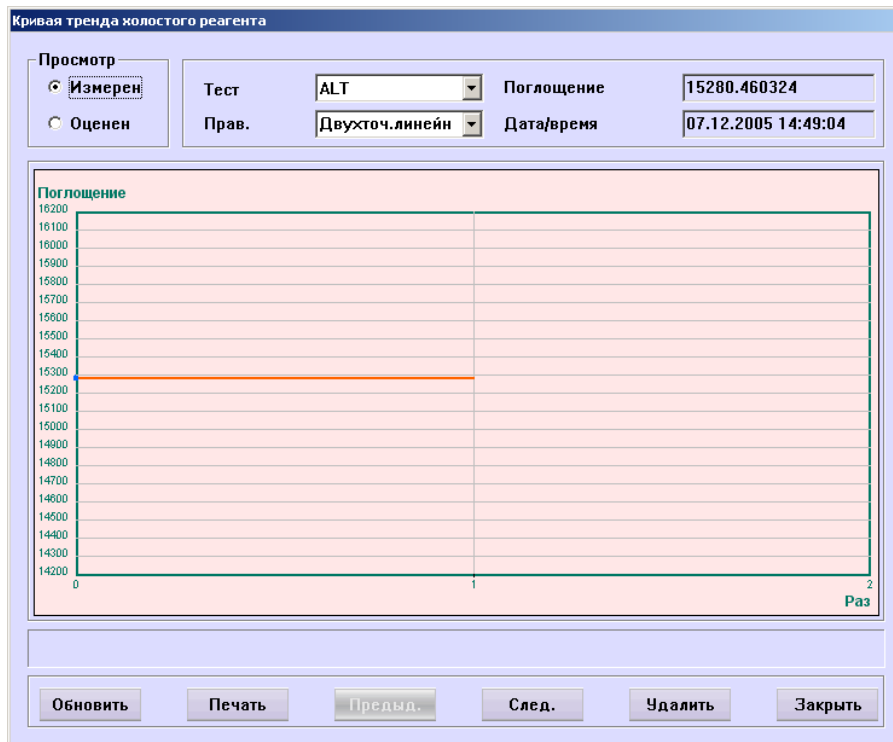 Кривая тренда холостого реагента
Просмотр
Измерен
Оценен
Тест
ALT
Поглощение
15280.460324
Прав.
Двухточ.линейн
Дата/время
07.12.2005 14:49:04
Поглощение
16200
16100
16000
15900
15800
15700
15600
15500
15400
15300
15200
15100
15000
14900
14800
14700
14600
14500
14400
14300
14200
0
1
2
Раз
Обновить
Печать
Предыд.
След.
Удалить
Закрыть